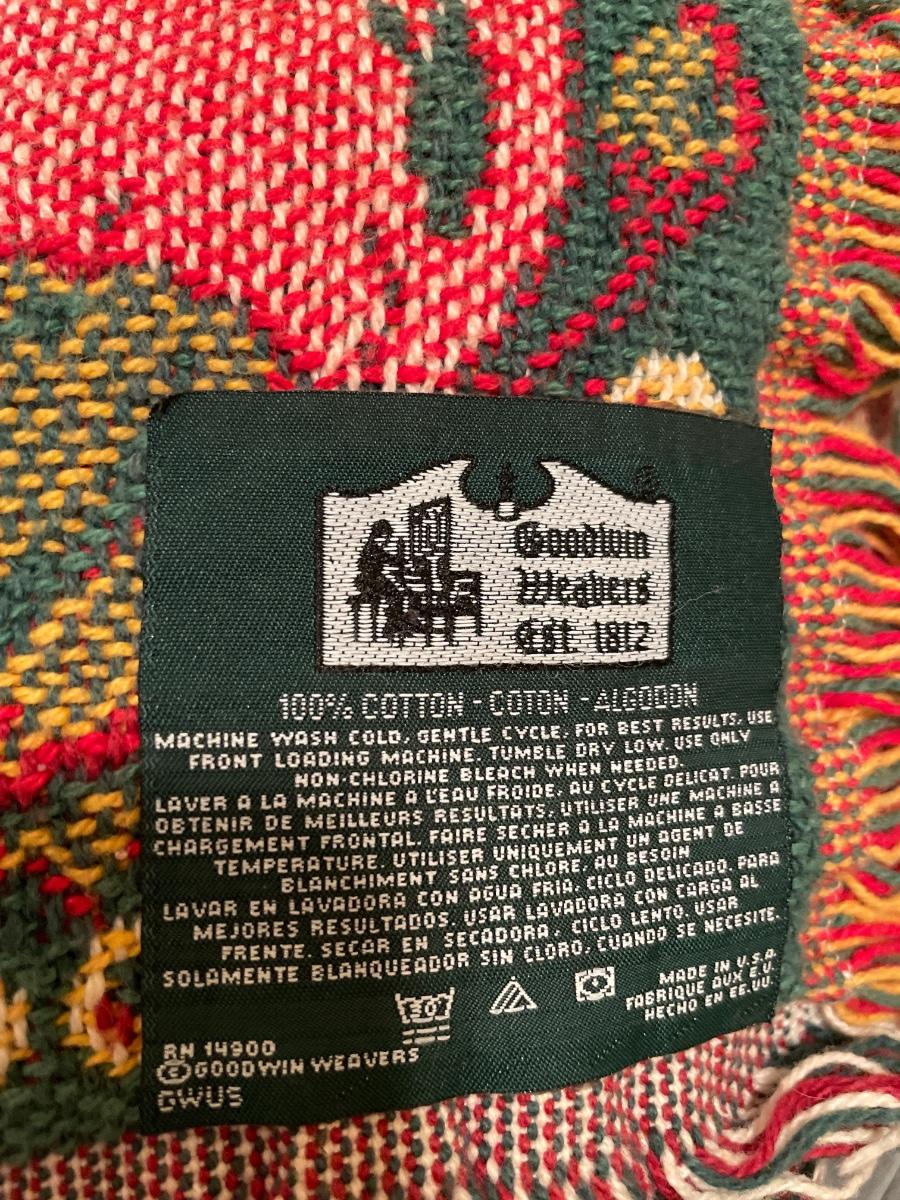 Goodwin
Weavers
Est. 1812
100% COTTON - COTON - ALGODON
MACHINE WASH COLD, GENTLE CYCLE. FOR BEST RESULTS, USE
FRONT LOADING MACHINE. TUMBLE DRY LOW. USE ONLY
NON-CHLORINE BLEACH WHEN NEEDED.
LAVER A LA MACHINE A L'EAU FROIDE, AU CYCLE DELICAT. POUR
OBTENIR DE MEILLEURS RESULTATS, UTILISER UNE MACHINE A
CHARGEMENT FRONTAL. FAIRE SECHER A LA MACHINE A BASSE
TEMPERATURE. UTILISER UNIQUEMENT UN AGENT DE
BLANCHIMENT SANS CHLORE, AU BESOIN
LAVAR EN LAVADORA CON AGUA FRIA, CICLO DELICADO. PARA
MEJORES RESULTADOS, USAR LAVADORA CON CARGA AL
FRENTE. SECAR EN SECADORA, CICLO LENTO. USAR
SOLAMENTE BLANQUEADOR SIN CLORO, CUANDO SE NECESITE.
30
MADE IN U.S.A
FABRIQUE AUX E.U.
HECHO EN EE.UU.
RN 14900
©GOODWIN WEAVERS
GWUS